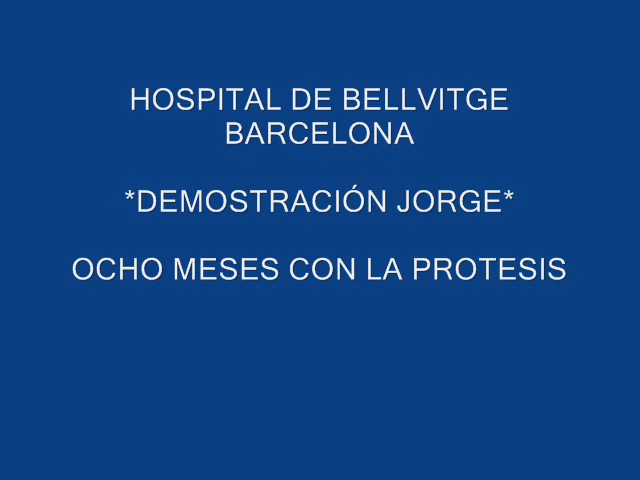 HOSPITAL DE BELLVITGE
BARCELONA
*DEMOSTRACIÓN JORGE*
OCHO MESES CON LA PROTESIS